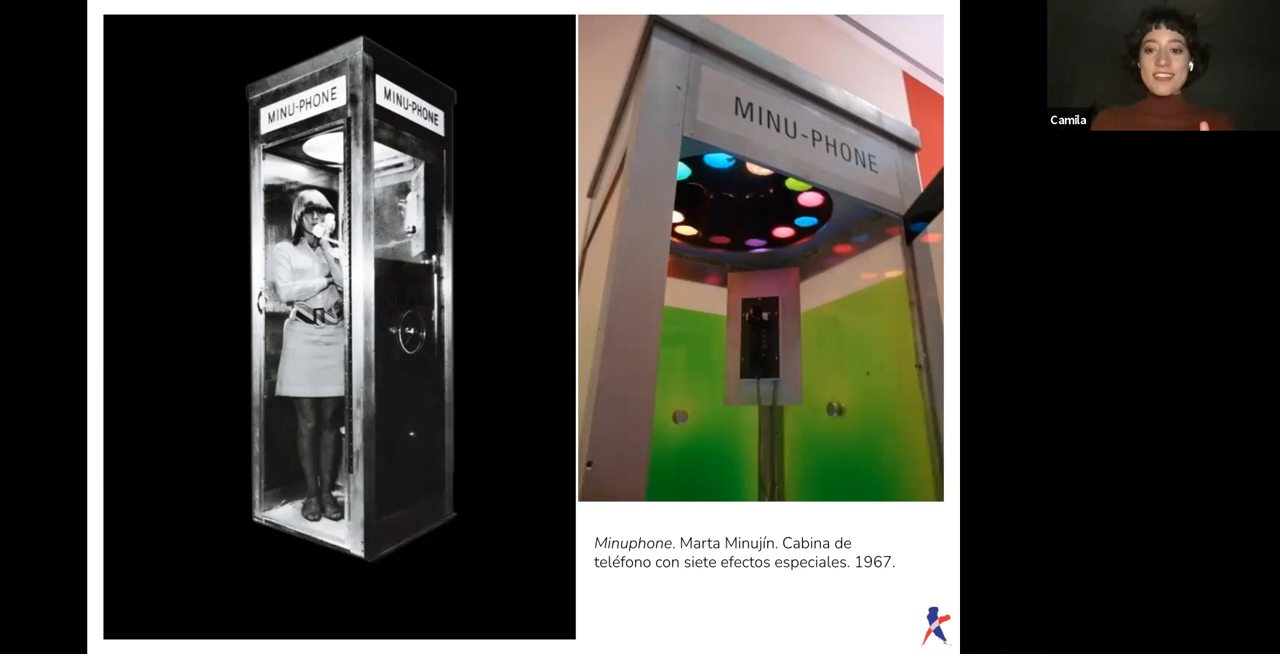 MINU-PHONE
MINU-PHONE
MINU-PHONE
Camila
Minuphone. Marta Minujín. Cabina de
teléfono con siete efectos especiales. 1967.